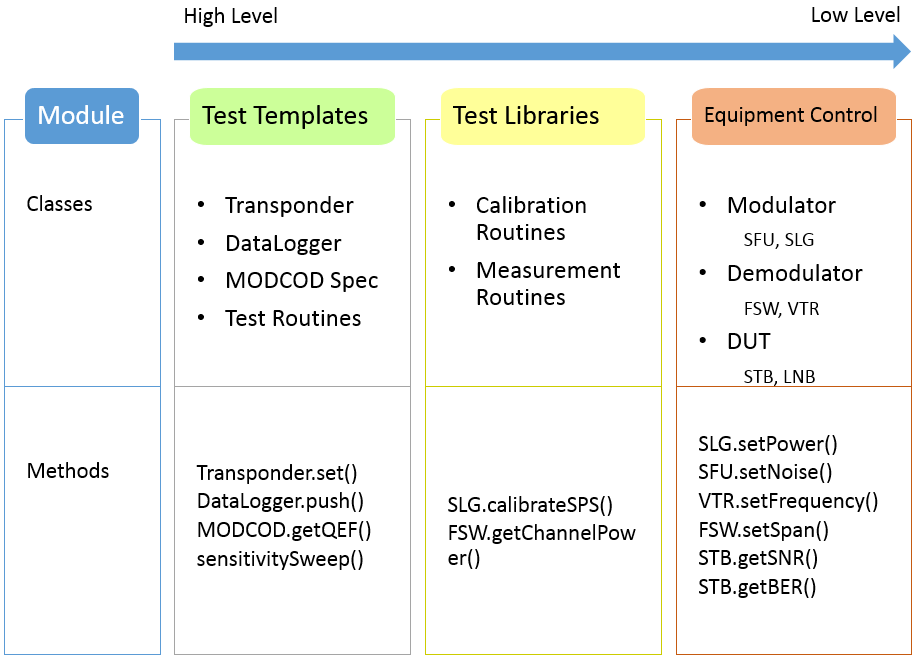 High Level
Low Level
Module
Test Templates
Test Libraries
Equipment Control
Classes
• Transponder
• DataLogger
• MODCOD Spec
• Test Routines
• Calibration
Routines
• Measurement
Routines
• Modulator
SFU, SLG
• Demodulator
FSW, VTR
• DUT
STB, LNB
Methods
Transponder.set()
DataLogger.push()
MODCOD.getQEF()
sensitivitySweep()
SLG.calibrateSPS()
FSW.getChannelPow
er()
SLG.setPower()
SFU.setNoise()
VTR.setFrequency()
FSW.setSpan()
STB.getSNR()
STB.getBER()